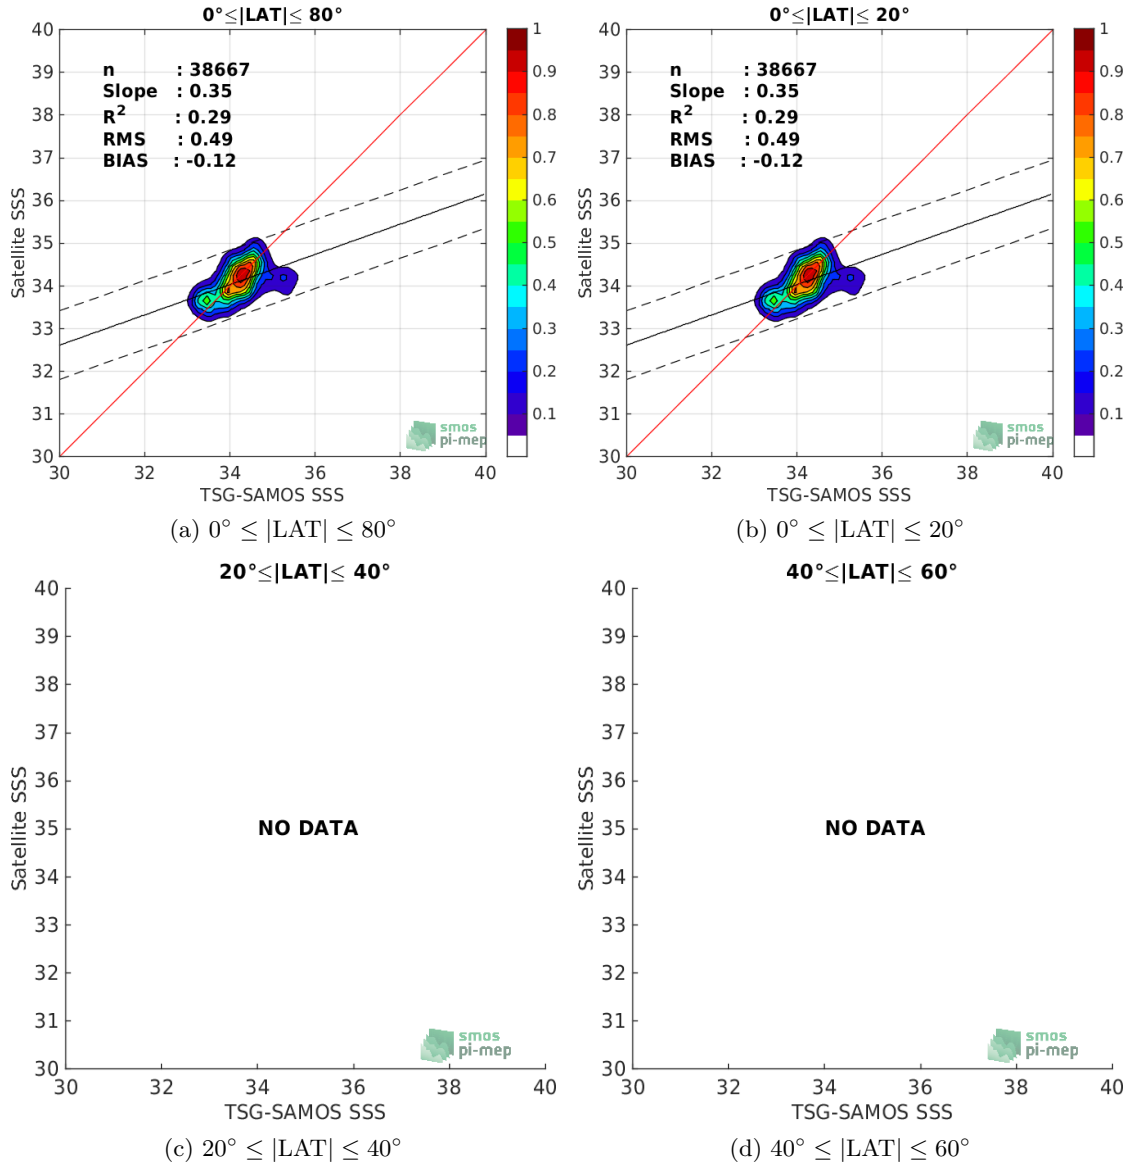 0°≤|LAT|≤ 80°
40
39
38
37
36
35
34
33
32
31
30
Satellite SSS
n : 38667
Slope : 0.35
R² : 0.29
RMS : 0.49
BIAS : -0.12
smos
pi-mep
30 32 34 36 38 40
TSG-SAMOS SSS
1
0.9
0.8
0.7
0.6
0.5
0.4
0.3
0.2
0.1
(a) 0° ≤ |LAT| ≤ 80°
0°≤|LAT|≤ 20°
40
39
38
37
36
35
34
33
32
31
30
Satellite SSS
n : 38667
Slope : 0.35
R² : 0.29
RMS : 0.49
BIAS : -0.12
smos
pi-mep
30 32 34 36 38 40
TSG-SAMOS SSS
1
0.9
0.8
0.7
0.6
0.5
0.4
0.3
0.2
0.1
(b) 0° ≤ |LAT| ≤ 20°
20°≤|LAT|≤ 40°
40
39
38
37
36
35
34
33
32
31
30
Satellite SSS
NO DATA
smos
pi-mep
30 32 34 36 38 40
TSG-SAMOS SSS
(c) 20° ≤ |LAT| ≤ 40°
40°≤|LAT|≤ 60°
40
39
38
37
36
35
34
33
32
31
30
Satellite SSS
NO DATA
smos
pi-mep
30 32 34 36 38 40
TSG-SAMOS SSS
(d) 40° ≤ |LAT| ≤ 60°